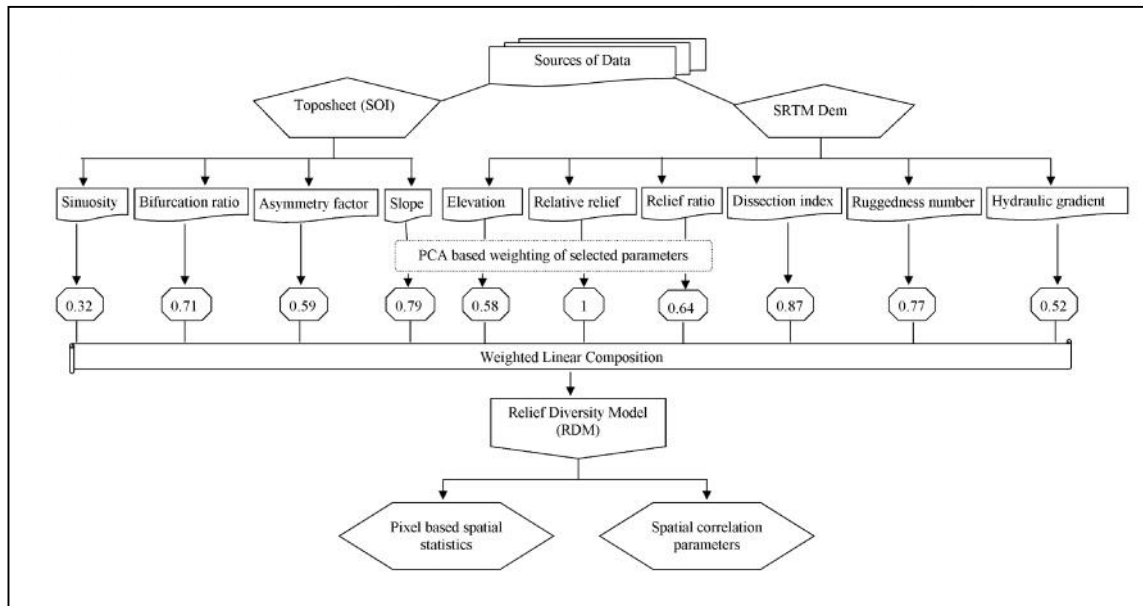 Sources of Data
Toposheet (SOI)
SRTM Dem
Sinuosity
Bifurcation ratio
Asymmetry factor
Slope
Elevation
Relative relief
Relief ratio
Dissection index
Ruggedness number
Hydraulic gradient
PCA based weighting of selected parameters
0.32
0.71
0.59
0.79
0.58
1
0.64
0.87
0.77
0.52
Weighted Linear Composition
Relief Diversity Model
(RDM)
Pixel based spatial
statistics
Spatial correlation
parameters